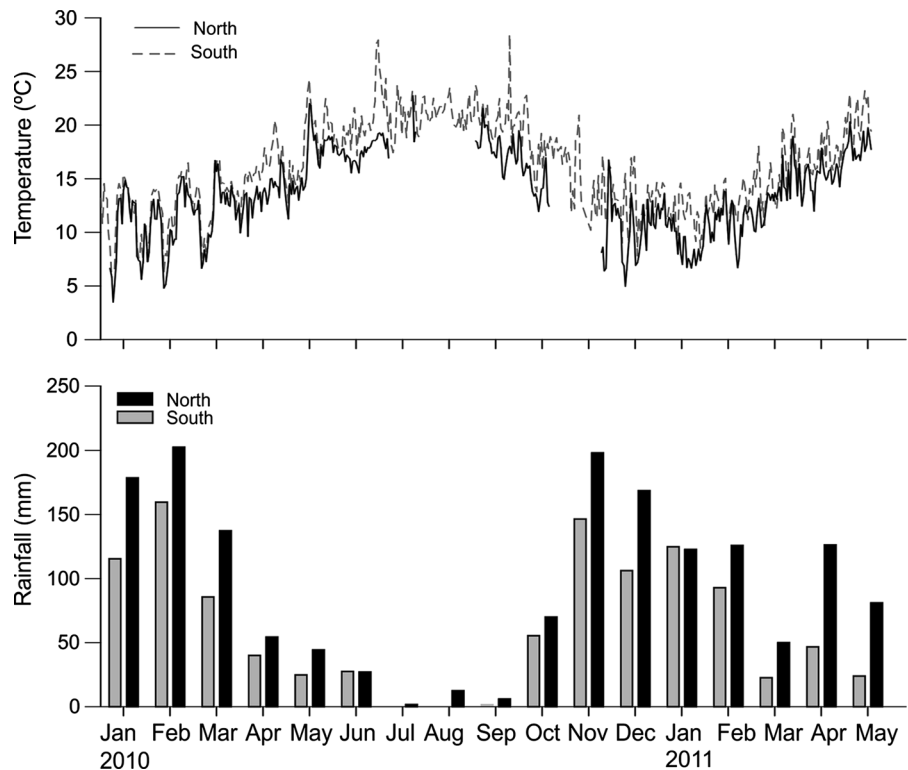 30
North
South
25
20
15
10
5
0
Temperature (ºC)
250
North
South
200
150
100
50
0
Rainfall (mm)
Jan Feb Mar Apr May Jun Jul Aug Sep Oct Nov Dec Jan Feb Mar Apr May
2010 2011